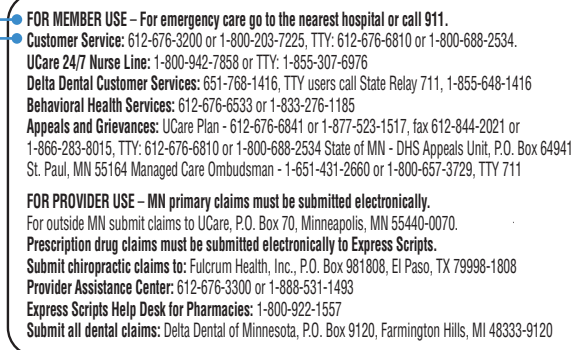 FOR MEMBER USE – For emergency care go to the nearest hospital or call 911.
Customer Service: 612-676-3200 or 1-800-203-7225, TTY: 612-676-6810 or 1-800-688-2534.
UCare 24/7 Nurse Line: 1-800-942-7858 or TTY: 1-855-307-6976
Delta Dental Customer Services: 651-768-1416, TTY users call State Relay 711, 1-855-648-1416
Behavioral Health Services: 612-676-6533 or 1-833-276-1185
Appeals and Grievances: UCare Plan - 612-676-6841 or 1-877-523-1517, fax 612-844-2021 or
1-866-283-8015, TTY: 612-676-6810 or 1-800-688-2534 State of MN - DHS Appeals Unit, P.O. Box 64941
St. Paul, MN 55164 Managed Care Ombudsman - 1-651-431-2660 or 1-800-657-3729, TTY 711
FOR PROVIDER USE – MN primary claims must be submitted electronically.
For outside MN submit claims to UCare, P.O. Box 70, Minneapolis, MN 55440-0070.
Prescription drug claims must be submitted electronically to Express Scripts.
Submit chiropractic claims to: Fulcrum Health, Inc., P.O. Box 981808, El Paso, TX 79998-1808
Provider Assistance Center: 612-676-3300 or 1-888-531-1493
Express Scripts Help Desk for Pharmacies: 1-800-922-1557
Submit all dental claims: Delta Dental of Minnesota, P.O. Box 9120, Farmington Hills, MI 48333-9120